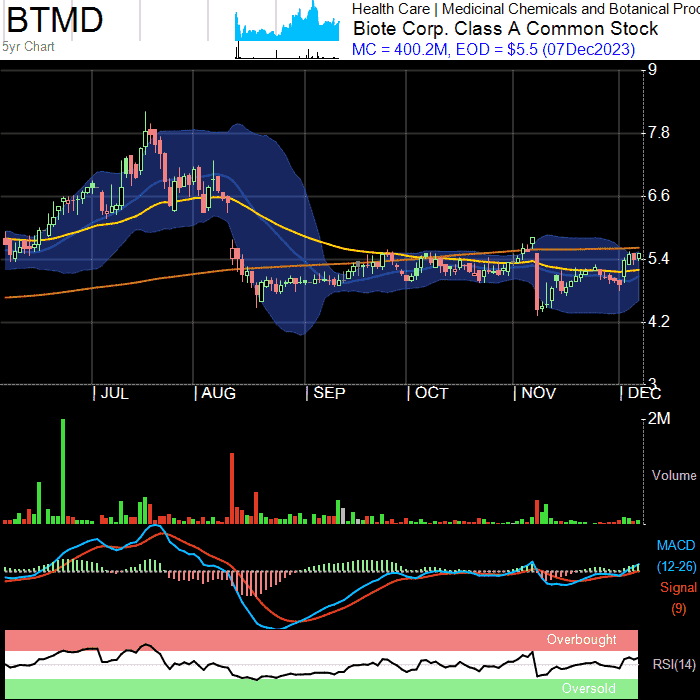 BTMD
5yr Chart
Health Care | Medicinal Chemicals and Botanical Proc
Biote Corp. Class A Common Stock
MC = 400.2M, EOD = $5.5 (07Dec2023)
9
7.8
6.6
5.4
4.2
3
JUL AUG SEP OCT NOV DEC
2M
Volume
MACD
(12-26)
Signal
(9)
Overbought
RSI(14)
Oversold